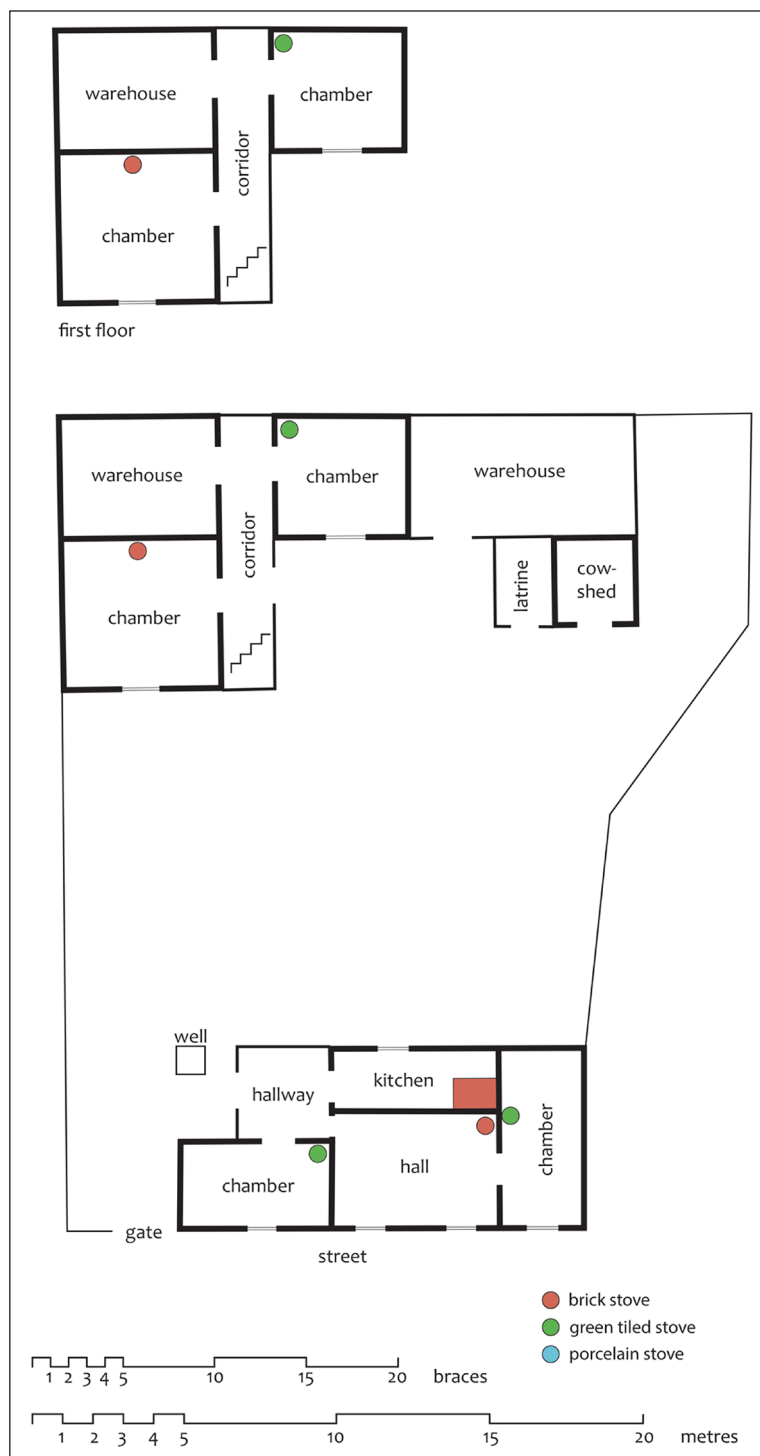 warehouse
chamber
corridor
chamber
first floor
warehouse
chamber
warehouse
corridor
latrine
cow-
shed
chamber
well
hallway
kitchen
chamber
hall
chamber
gate
street
brick stove
green tiled stove
porcelain stove
1 2 3 4 5 10 15 20 braces
1 2 3 4 5 10 15 20 metres